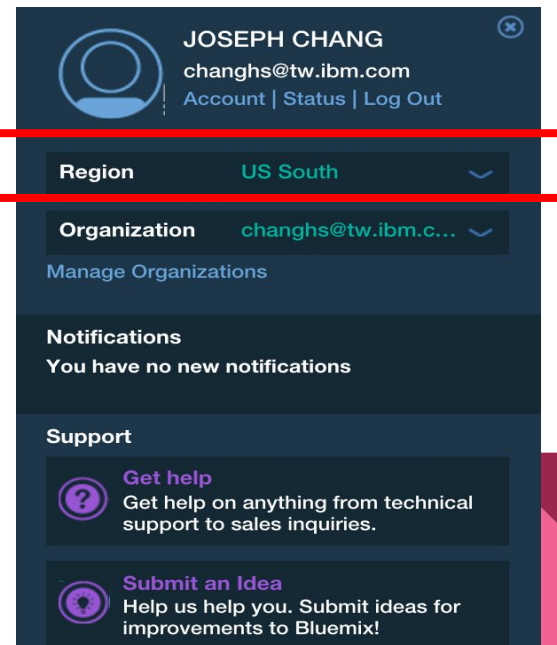 JOSEPH CHANG
changhs@tw.ibm.com
Account | Status | Log Out
Region US South
Organization changhs@tw.ibm.c...
Manage Organizations
Notifications
You have no new notifications
Support
Get help
Get help on anything from technical
support to sales inquiries.
Submit an Idea
Help us help you. Submit ideas for
improvements to Bluemix!